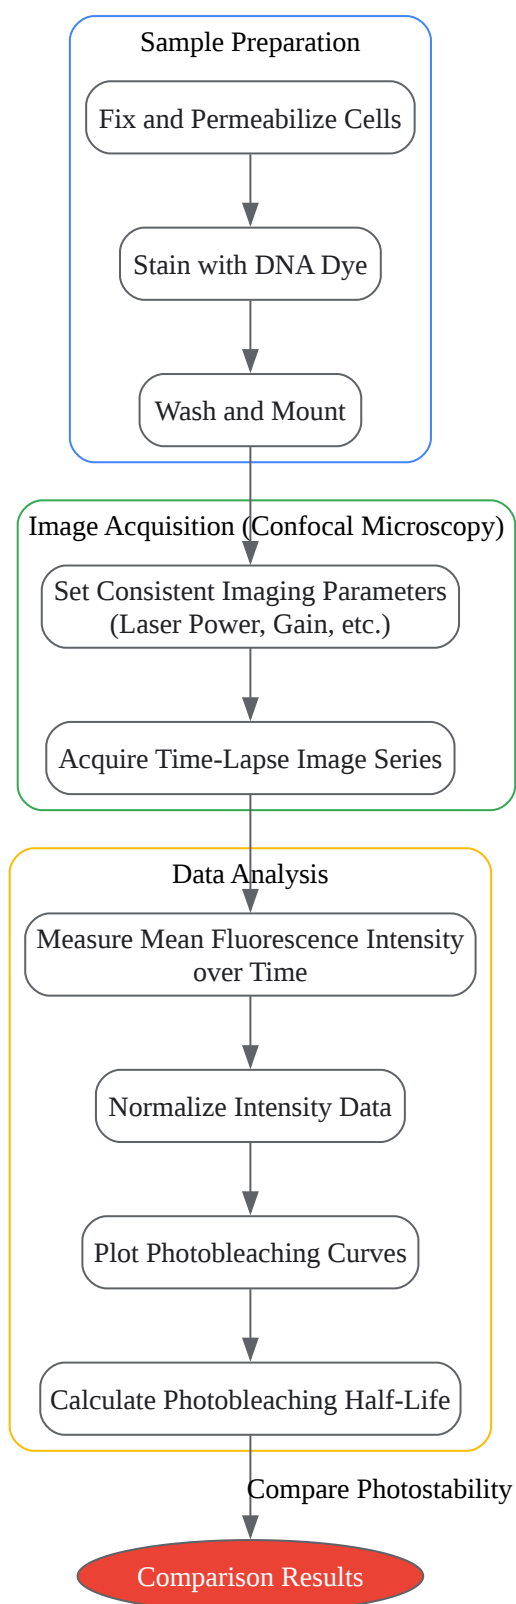 Sample Preparation
Fix and Permeabilize Cells
Stain with DNA Dye
Wash and Mount
Image Acquisition (Confocal Microscopy)
Set Consistent Imaging Parameters
(Laser Power, Gain, etc.)
Acquire Time-Lapse Image Series
Data Analysis
Measure Mean Fluorescence Intensity
over Time
Normalize Intensity Data
Plot Photobleaching Curves
Calculate Photobleaching Half-Life
Compare Photostability
Comparison Results